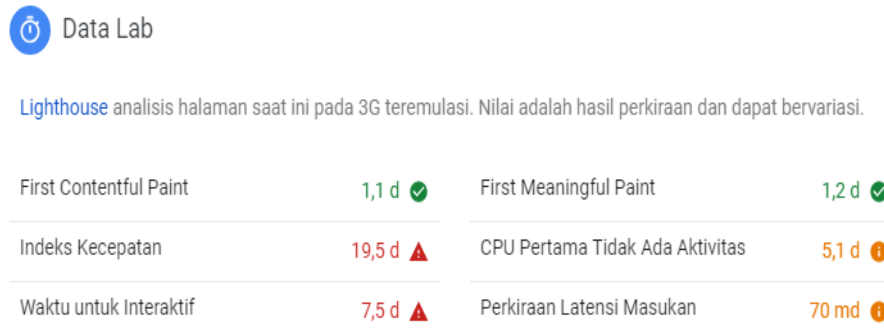 Data Lab
Lighthouse analisis halaman saat ini pada 3G teremulasi. Nilai adalah hasil perkiraan dan dapat bervariasi.
First Contentful Paint 1,1 d
First Meaningful Paint 1,2 d
Indeks Kecepatan 19,5 d
CPU Pertama Tidak Ada Aktivitas 5,1 d
Waktu untuk Interaktif 7,5 d
Perkiraan Latensi Masukan 70 md